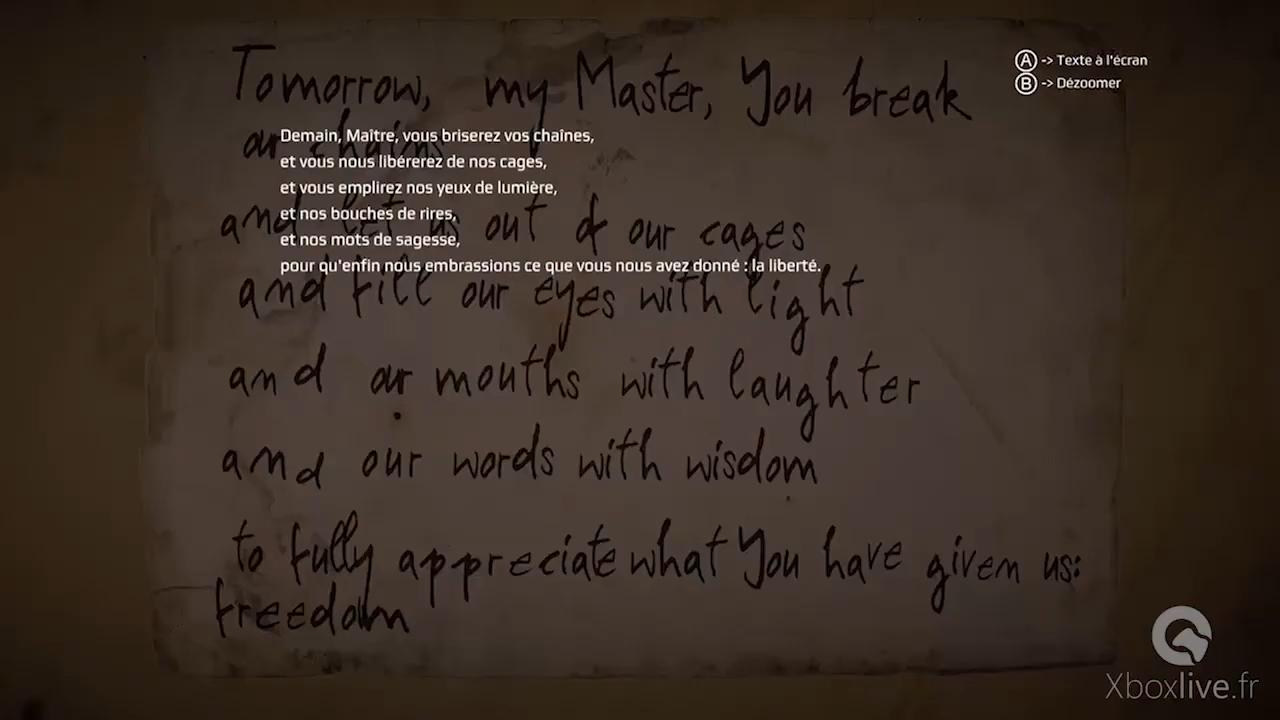 Tomorrow, my Master, You break
or chains
and let us out of our cages
and fill our eyes with light
and or mouths with laughter
and our words with wisdom
to fully appreciate what You have given us:
freedom
Demain, Maître, vous briserez vos chaînes,
et vous nous libérerez de nos cages,
et vous emplirez nos yeux de lumière,
et nos bouches de rires,
et nos mots de sagesse,
pour qu'enfin nous embrassions ce que vous nous avez donné : la liberté.
A -> Texte à l'écran
B -> Dézoomer
Xboxlive.fr